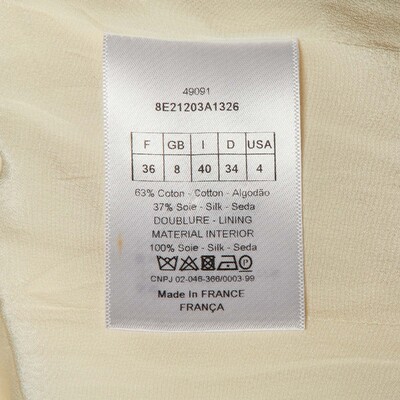 49091
8E21203A1326
F GB I D USA
36 8 40 34 4
63% Coton - Cotton - Algodão
37% Soie - Silk - Seda
DOUBLURE - LINING
MATERIAL INTERIOR
100% Soie - Silk - Seda
CNPJ 02-046-366/0003-99
Made In FRANCE
FRANÇA